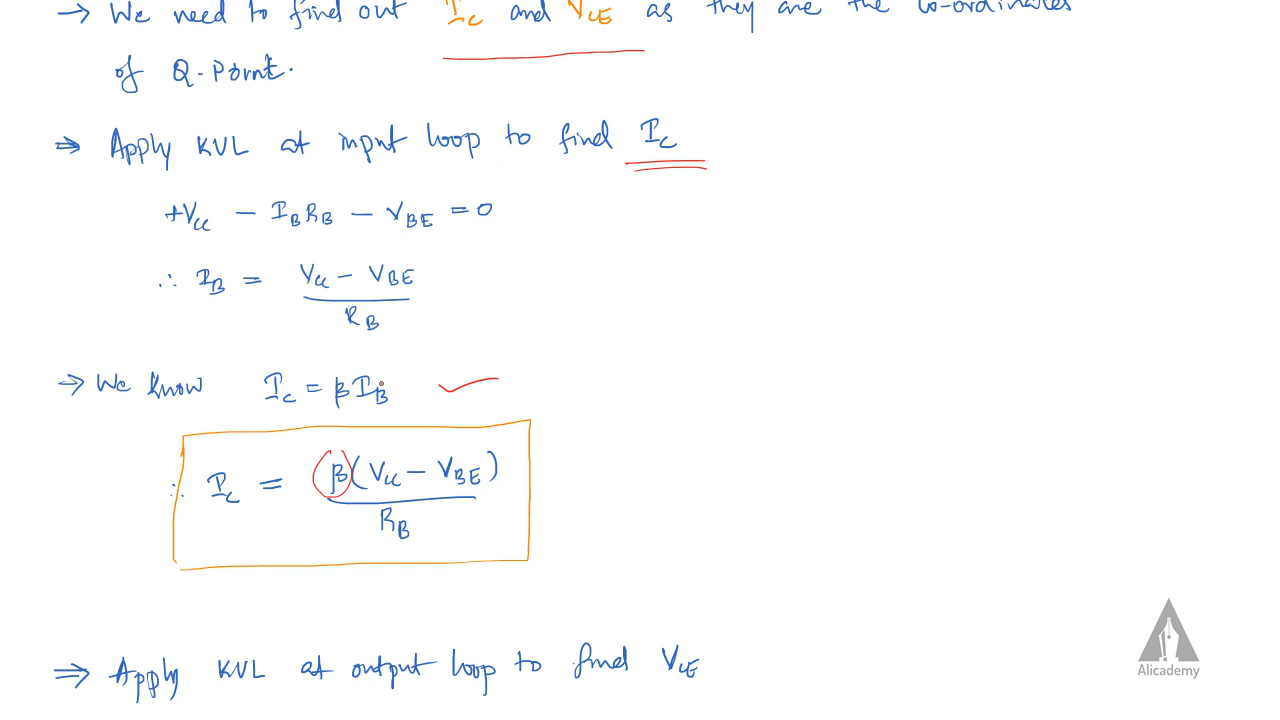 → We need to find out I_C and V_CE as they are the co-ordinates
of Q-Point.
⇒ Apply KVL at input loop to find I_C
+V_CC − I_B R_B − V_BE = 0
∴ I_B = (V_CC − V_BE) / R_B
→ We know I_C = βI_B
∴ I_C = β(V_CC − V_BE) / R_B
⇒ Apply KVL at output loop to find V_CE
Alicademy